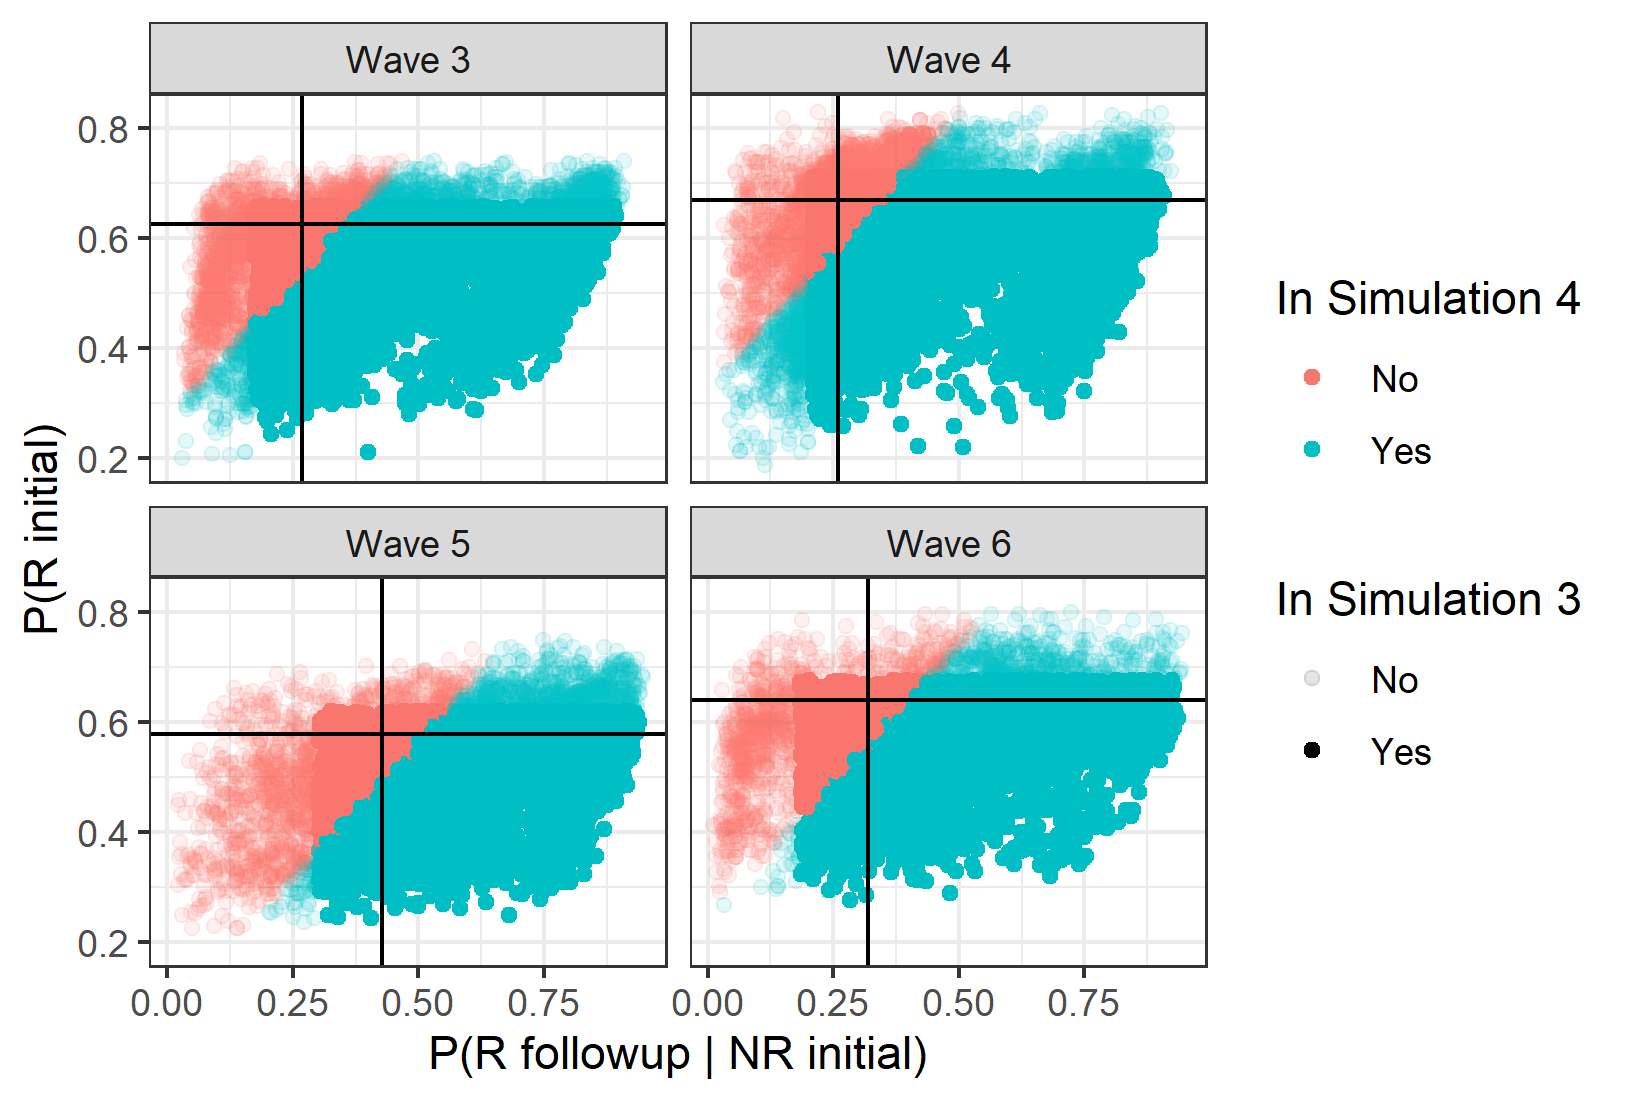 Wave 3
Wave 4
0.8
0.6
0.4
0.2
Wave 5
Wave 6
0.8
0.6
0.4
0.2
0.00 0.25 0.50 0.75
0.00 0.25 0.50 0.75
P(R followup | NR initial)
P(R initial)
In Simulation 4
No
Yes
In Simulation 3
No
Yes